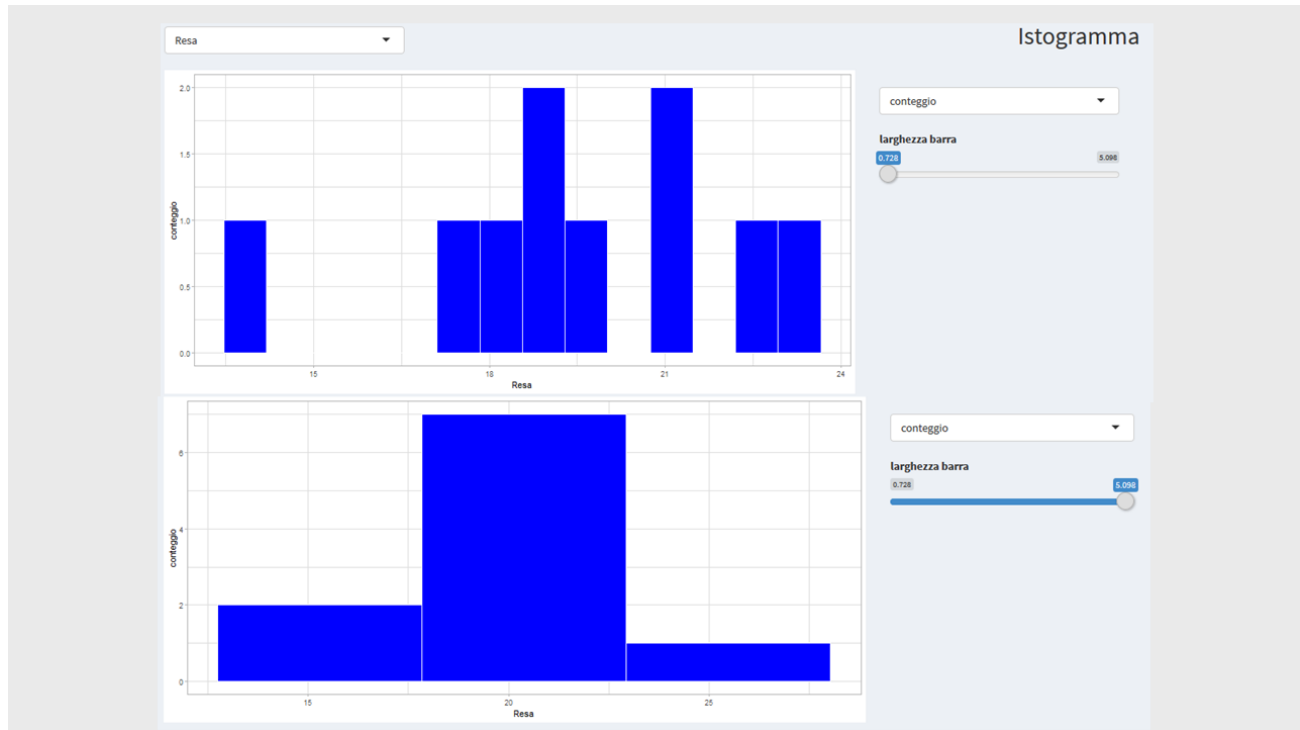 Resa
Istogramma
2.0
1.5
1.0
0.5
0.0
conteggio
15
18
21
24
Resa
conteggio
larghezza barra
0.728
5.098
6
4
2
0
conteggio
15
20
25
Resa
conteggio
larghezza barra
0.728
5.098